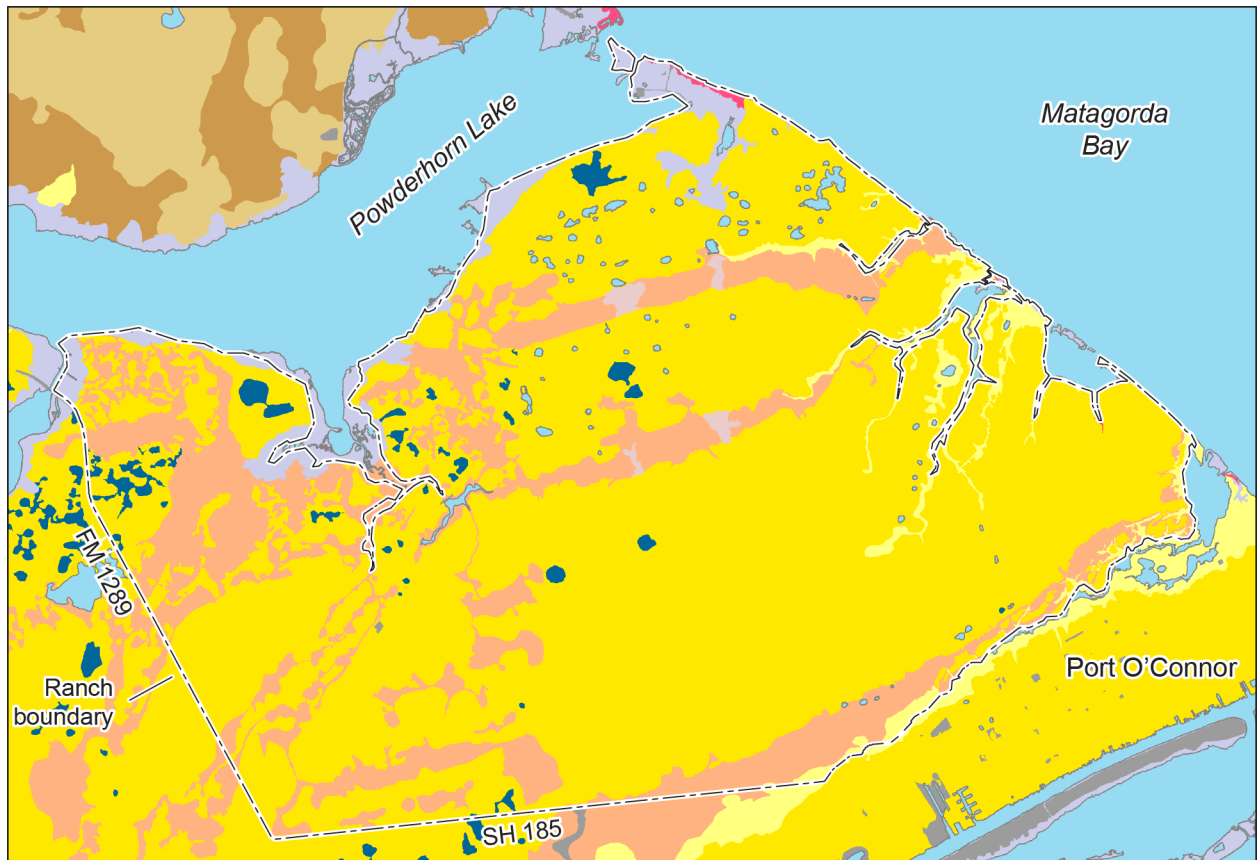 Matagorda
Bay
Powderhorn Lake
FM 1289
Ranch
boundary
Port O'Connor
SH 185